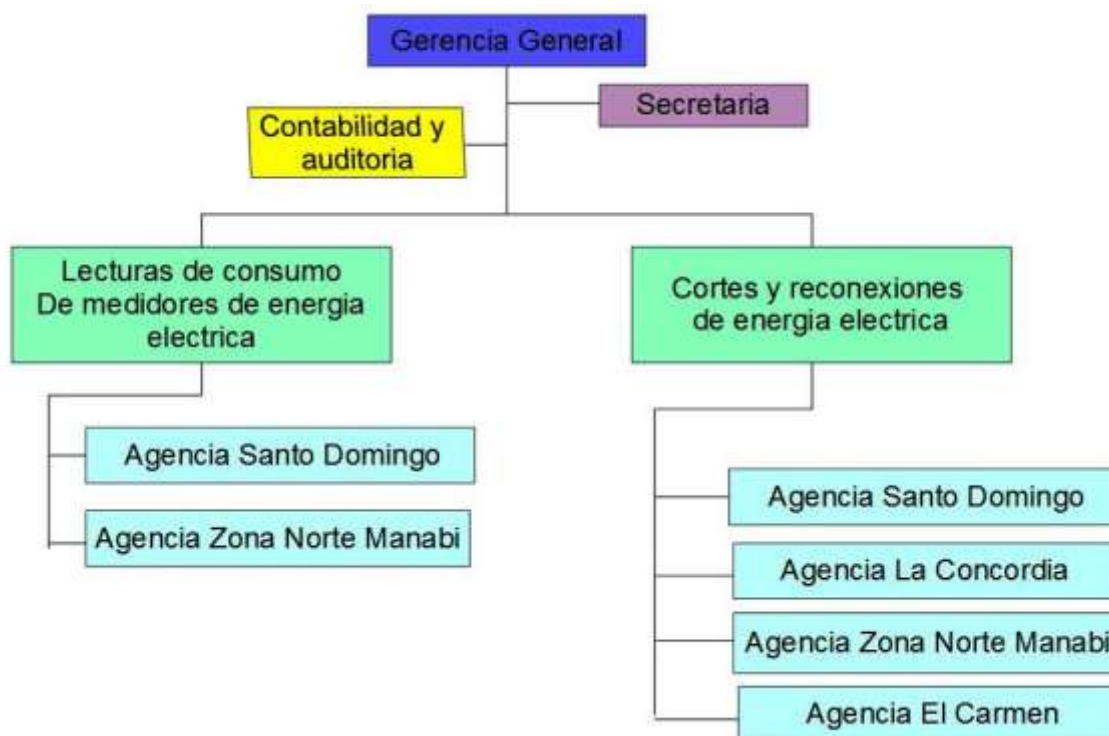 Gerencia General
Secretaria
Contabilidad y
auditoria
Lecturas de consumo
De medidores de energia
electrica
Agencia Santo Domingo
Agencia Zona Norte Manabi
Cortes y reconexiones
de energia electrica
Agencia Santo Domingo
Agencia La Concordia
Agencia Zona Norte Manabi
Agencia El Carmen